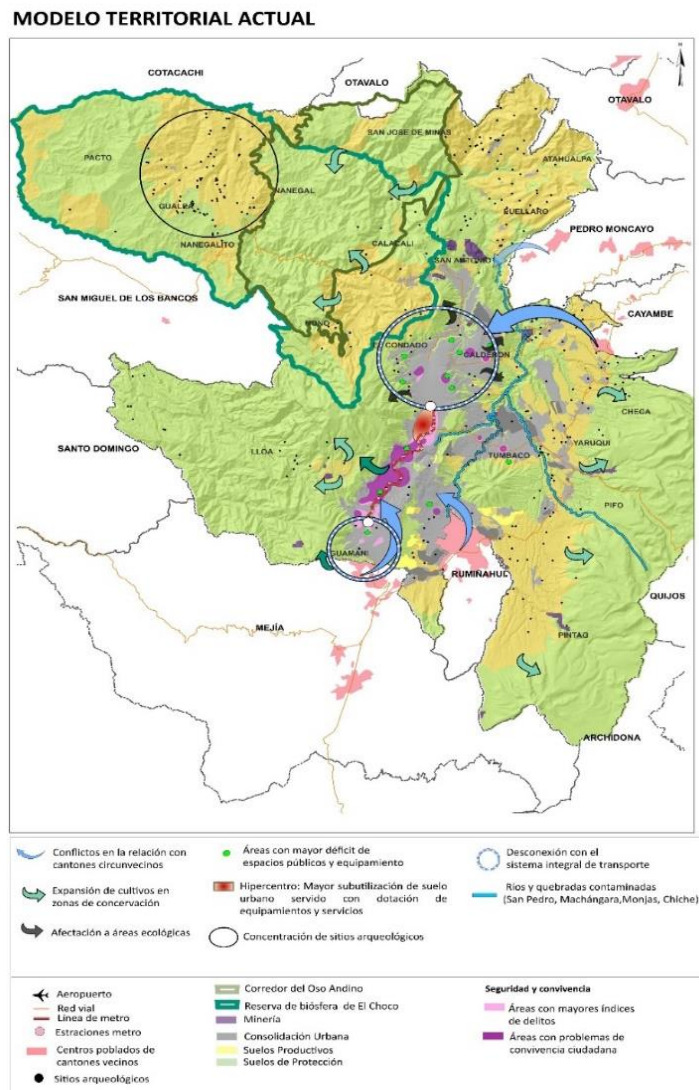 MODELO TERRITORIAL ACTUAL
COTACACHI
OTAVALO
OTAVALO
SAN JOSE DE MINAS
PACTO
ATAHUALPA
NANEGAL
GUALEA
PUELLARO
PEDRO MONCAYO
NANEGALITO
CALACALI
SAN ANTONIO
SAN MIGUEL DE LOS BANCOS
CAYAMBE
NONO
CONDADO
CALDERON
CHECA
SANTO DOMINGO
LLOA
YARUQUI
TUMBACO
PIFO
GUAMANI
RUMIÑAHUI
QUIJOS
MEJÍA
PINTAG
ARCHIDONA
Conflictos en la relación con
cantones circunvecinos
Expansión de cultivos en
zonas de concervación
Afectación a áreas ecológicas
Áreas con mayor déficit de
espacios públicos y equipamiento
Hipercentro: Mayor subutilización de suelo
urbano servido con dotación de
equipamientos y servicios
Concentración de sitios arqueológicos
Desconexión con el
sistema integral de transporte
Rios y quebradas contaminadas
(San Pedro, Machángara,Monjas, Chiche)
Aeropuerto
Red vial
Linea de metro
Estraciones metro
Centros poblados de
cantones vecinos
Sitios arqueológicos
Corredor del Oso Andino
Reserva de biósfera de El Choco
Minería
Consolidación Urbana
Suelos Productivos
Suelos de Protección
Seguridad y convivencia
Áreas con mayores índices
de delitos
Áreas con problemas de
convivencia ciudadana